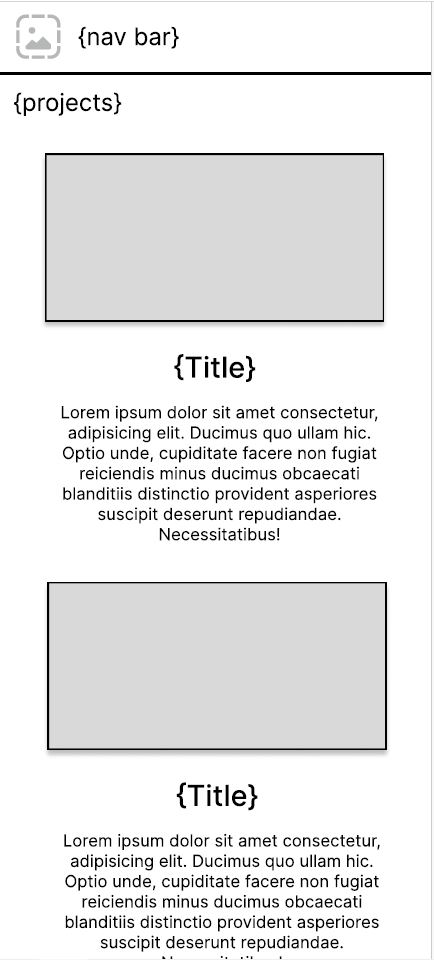 {nav bar}
{projects}
{Title}
Lorem ipsum dolor sit amet consectetur,
adipisicing elit. Ducimus quo ullam hic.
Optio unde, cupiditate facere non fugiat
reiciendis minus ducimus obcaecati
blanditiis distinctio provident asperiores
suscipit deserunt repudiandae.
Necessitatibus!
{Title}
Lorem ipsum dolor sit amet consectetur,
adipisicing elit. Ducimus quo ullam hic.
Optio unde, cupiditate facere non fugiat
reiciendis minus ducimus obcaecati
blanditiis distinctio provident asperiores
suscipit deserunt repudiandae.